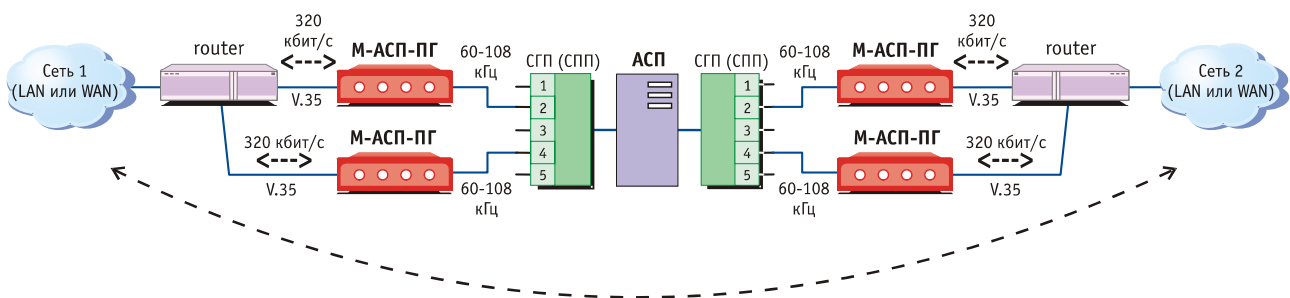 Сеть 1
(LAN или WAN)
router
320
кбит/с
V.35
М-АСП-ПГ
60-108
кГц
320 кбит/с
V.35
М-АСП-ПГ
60-108
кГц
СГП (СПП)
1
2
3
4
5
АСП
СГП (СПП)
1
2
3
4
5
60-108
кГц
М-АСП-ПГ
320
кбит/с
V.35
router
60-108
кГц
М-АСП-ПГ
320 кбит/с
V.35
Сеть 2
(LAN или WAN)